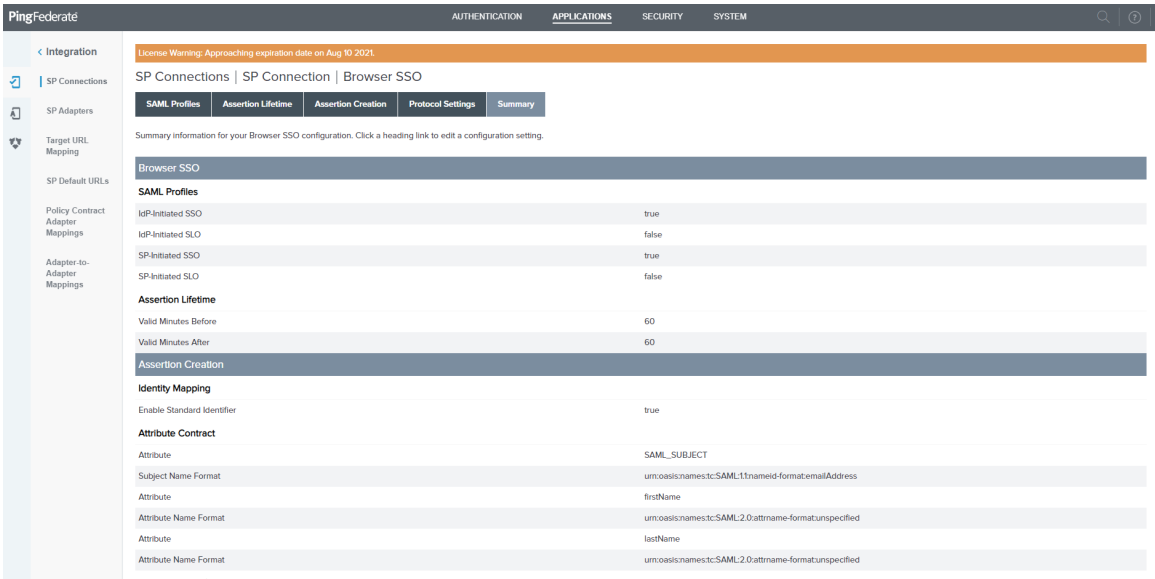 PingFederate AUTHENTICATION APPLICATIONS SECURITY SYSTEM
Integration
SP Connections
SP Adapters
Target URL
Mapping
SP Default URLs
Policy Contract
Adapter
Mappings
Adapter-to-
Adapter
Mappings
License Warning: Approaching expiration date on Aug 10 2021.
SP Connections | SP Connection | Browser SSO
SAML Profiles Assertion Lifetime Assertion Creation Protocol Settings Summary
Summary information for your Browser SSO configuration. Click a heading link to edit a configuration setting.
Browser SSO
SAML Profiles
IdP-Initiated SSO true
IdP-Initiated SLO false
SP-Initiated SSO true
SP-Initiated SLO false
Assertion Lifetime
Valid Minutes Before 60
Valid Minutes After 60
Assertion Creation
Identity Mapping
Enable Standard Identifier true
Attribute Contract
Attribute SAML_SUBJECT
Subject Name Format urn:oasis:names:tc:SAML:1.1:nameid-format:emailAddress
Attribute firstName
Attribute Name Format urn:oasis:names:tc:SAML:2.0:attrname-format:unspecified
Attribute lastName
Attribute Name Format urn:oasis:names:tc:SAML:2.0:attrname-format:unspecified